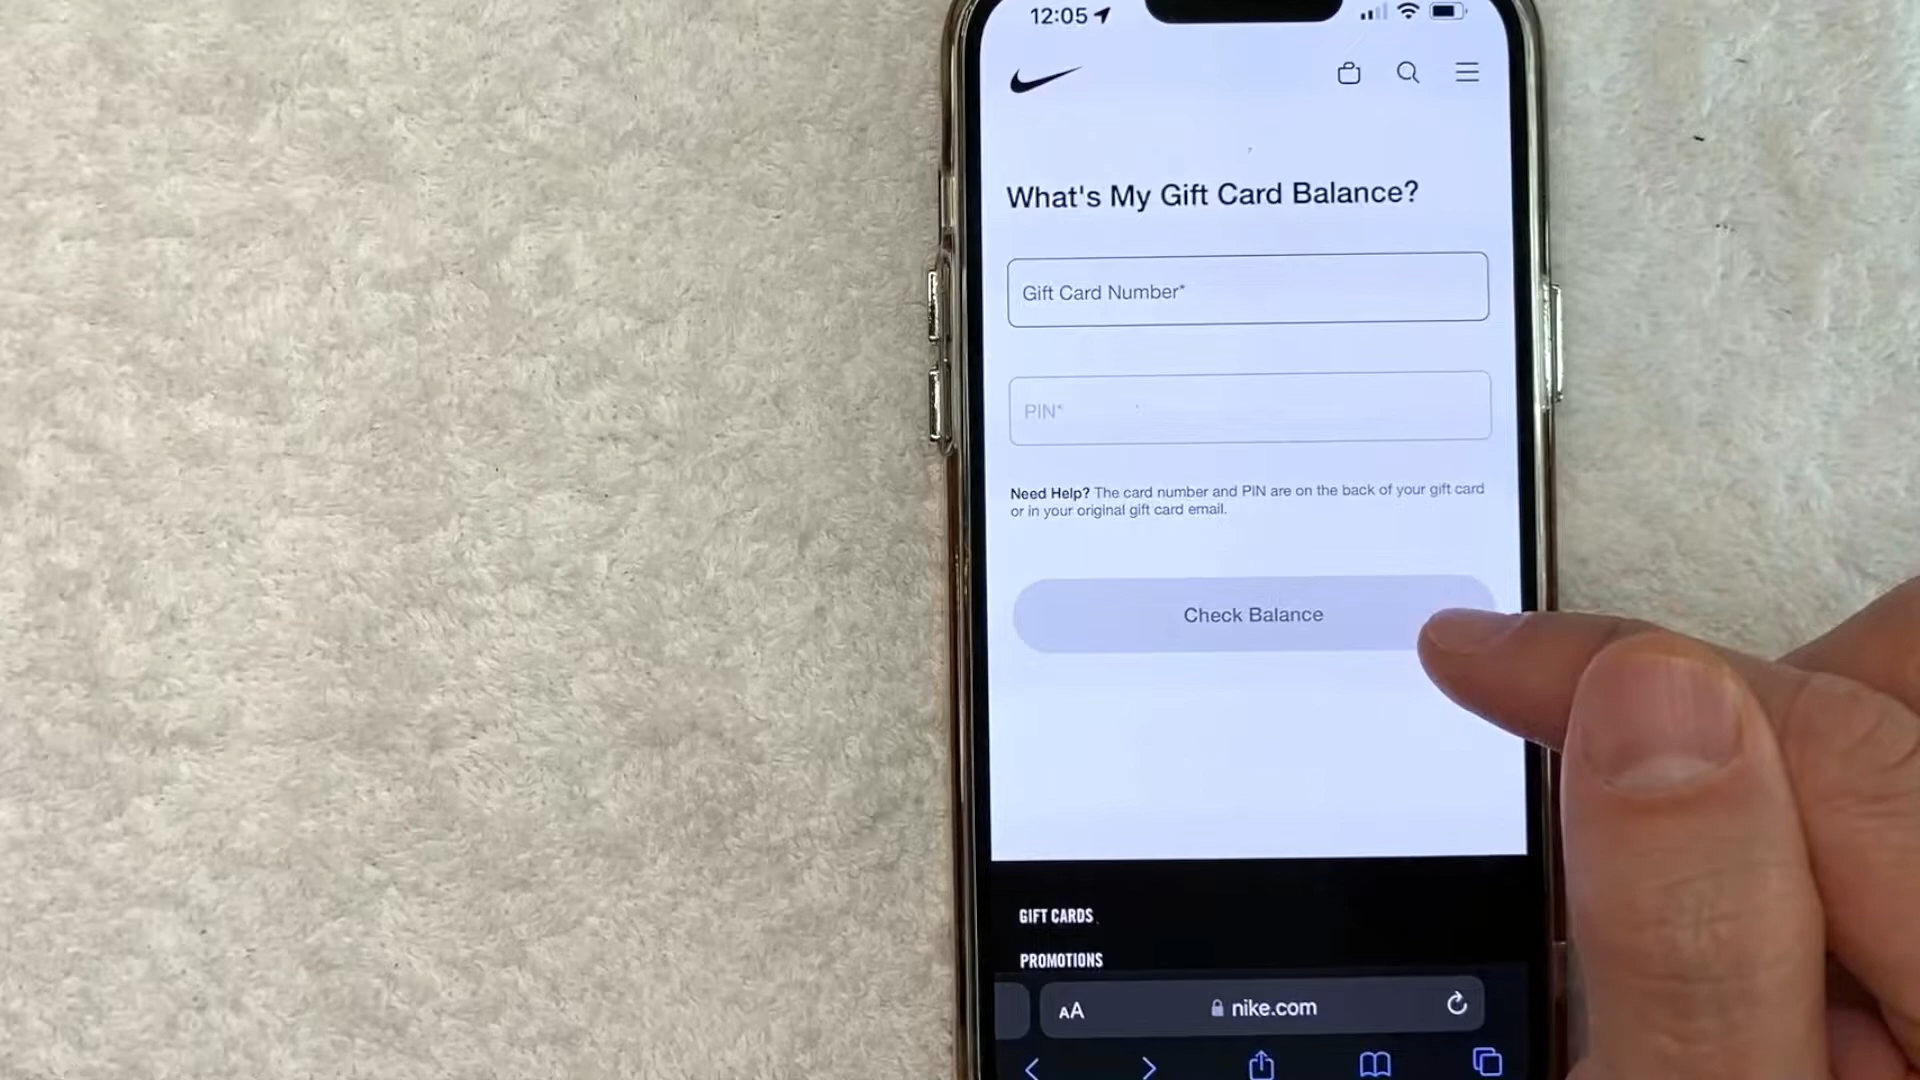 12:05
What's My Gift Card Balance?
Gift Card Number*
PIN*
Need Help? The card number and PIN are on the back of your gift card
or in your original gift card email.
Check Balance
GIFT CARDS
PROMOTIONS
AA nike.com